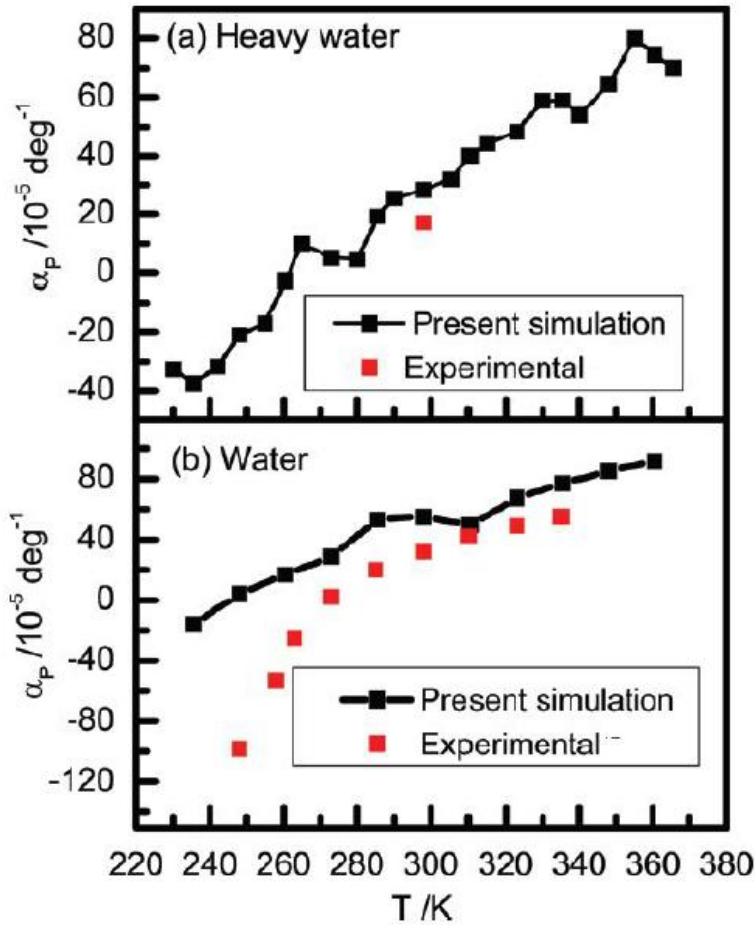 (a) Heavy water
80
60
40
20
0
-20
-40
α_P /10⁻⁵ deg⁻¹
Present simulation
Experimental
(b) Water
80
40
0
-40
-80
-120
α_P /10⁻⁵ deg⁻¹
Present simulation
Experimental
220 240 260 280 300 320 340 360 380
T /K